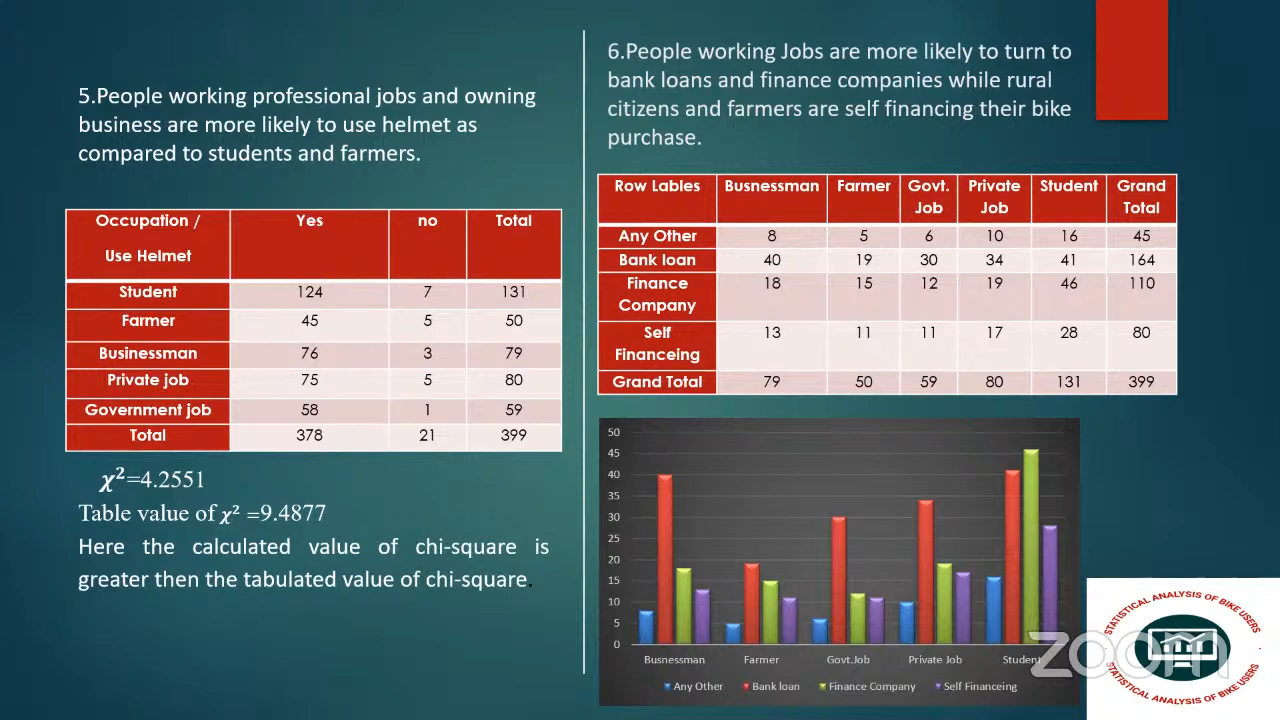 5.People working professional jobs and owning
business are more likely to use helmet as
compared to students and farmers.
Occupation / Yes no Total
Use Helmet
Student 124 7 131
Farmer 45 5 50
Businessman 76 3 79
Private job 75 5 80
Government job 58 1 59
Total 378 21 399
χ²=4.2551
Table value of χ² =9.4877
Here the calculated value of chi-square is
greater then the tabulated value of chi-square.
6.People working Jobs are more likely to turn to
bank loans and finance companies while rural
citizens and farmers are self financing their bike
purchase.
Row Lables Busnessman Farmer Govt. Private Student Grand
Job Job Total
Any Other 8 5 6 10 16 45
Bank loan 40 19 30 34 41 164
Finance 18 15 12 19 46 110
Company
Self 13 11 11 17 28 80
Financeing
Grand Total 79 50 59 80 131 399
50
45
40
35
30
25
20
15
10
5
0
Busnessman Farmer Govt.Job Private Job Student
Any Other Bank loan Finance Company Self Financeing
zoom
STATISTICAL ANALYSIS OF BIKE USERS
STATISTICAL ANALYSIS OF BIKE USERS